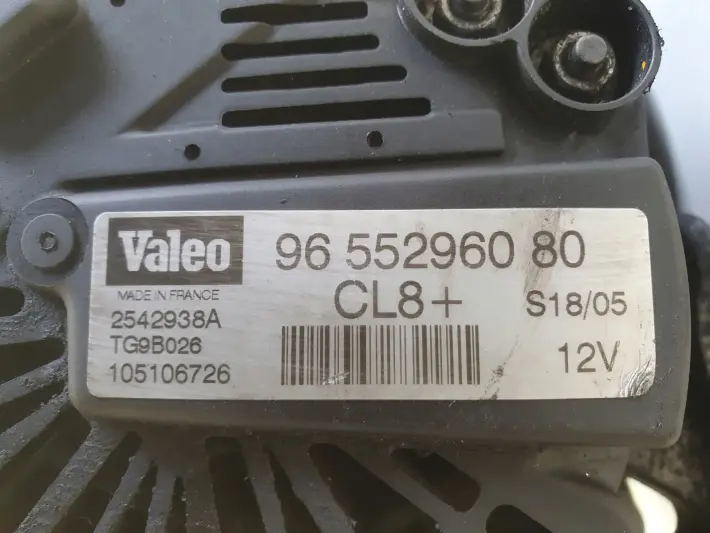 Valeo
MADE IN FRANCE
2542938A
TG9B026
105106726
96 552960 80
CL8+ S18/05
12V